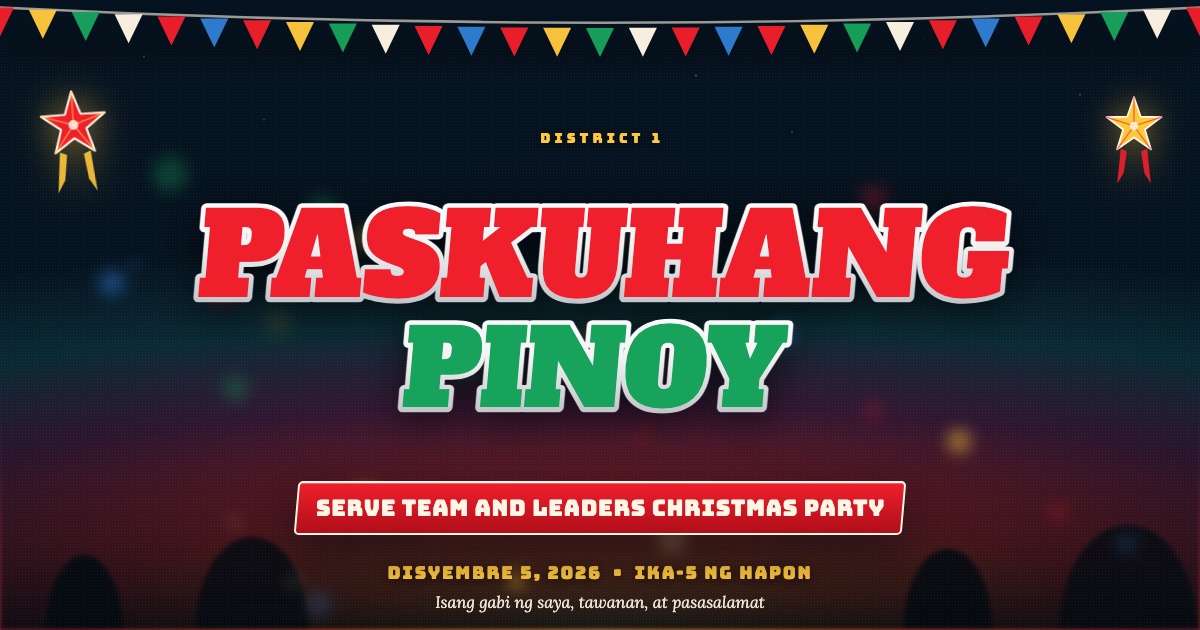 DISTRICT 1
PASKUHANG
PINOY
SERVE TEAM AND LEADERS CHRISTMAS PARTY
DISYEMBRE 5, 2026 ▪ IKA-5 NG HAPON
Isang gabi ng saya, tawanan, at pasasalamat